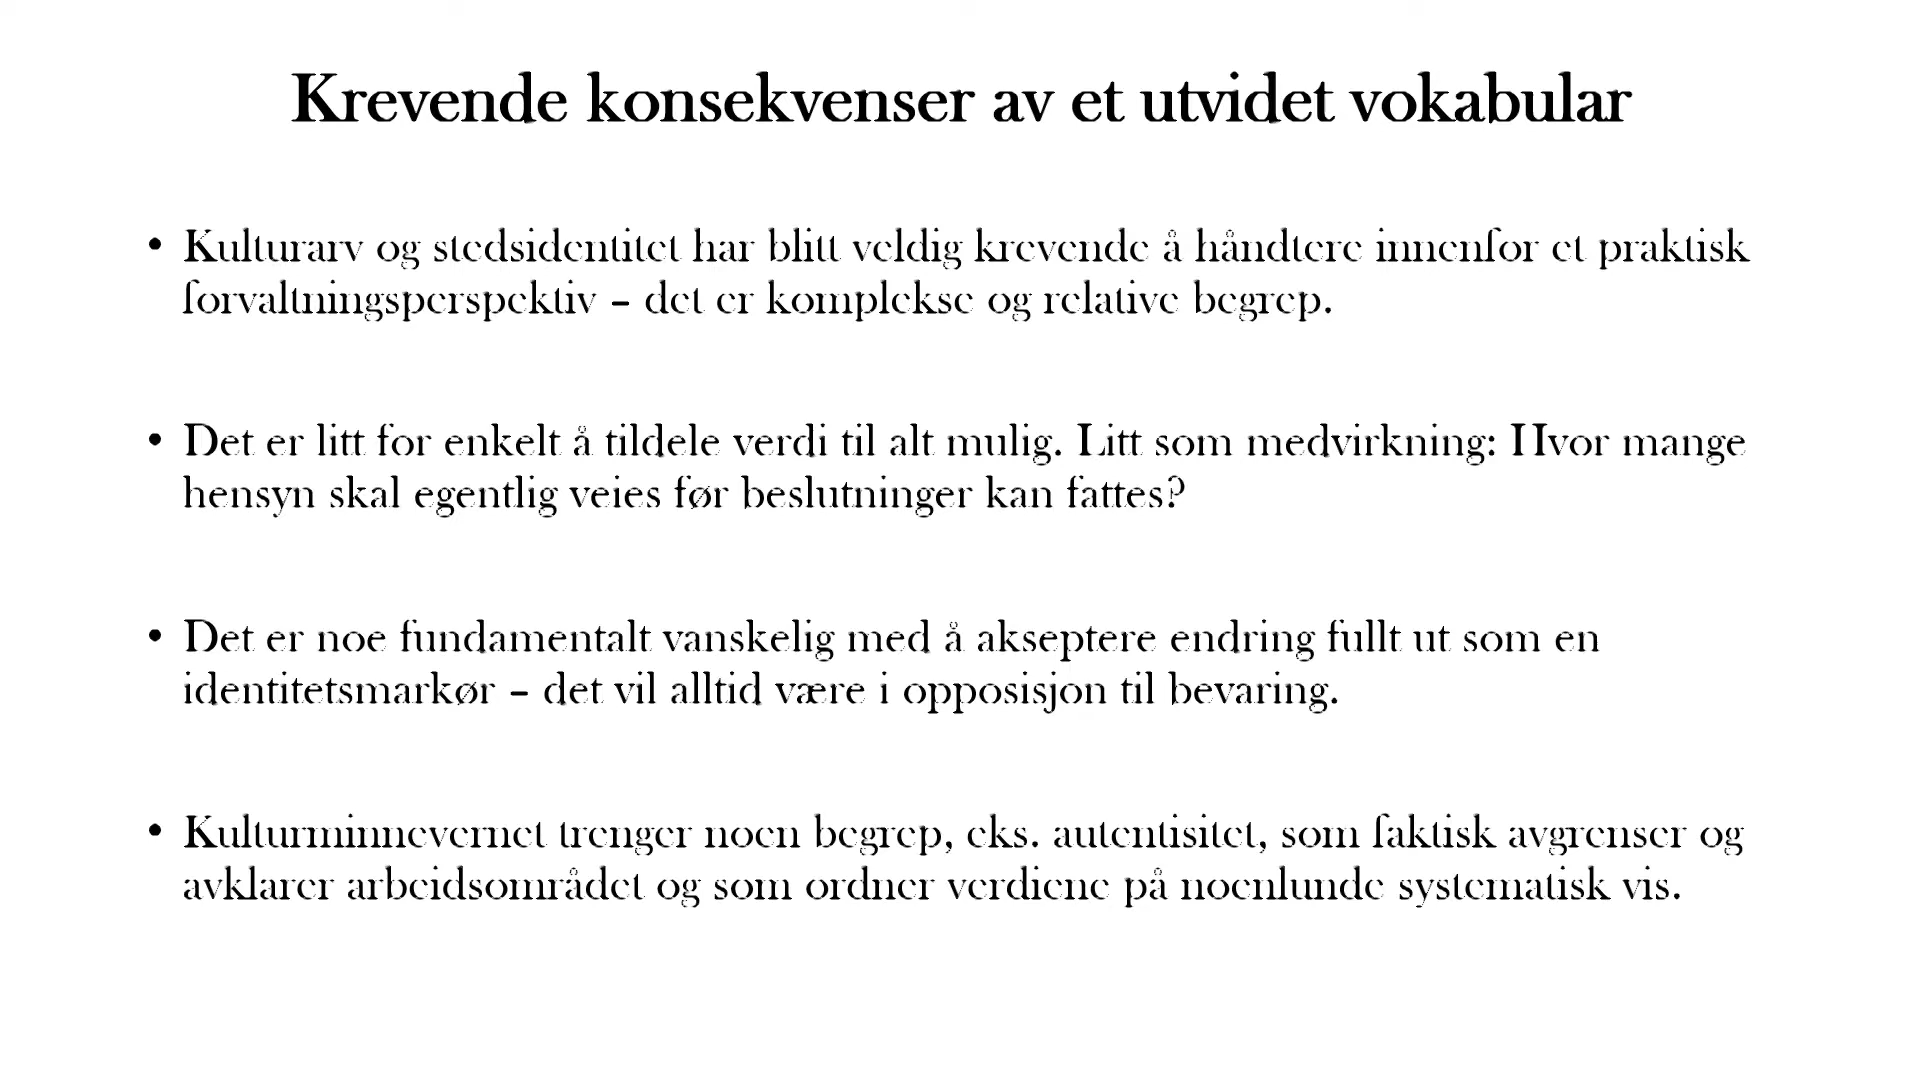 Krevende konsekvenser av et utvidet vokabular
• Kulturarv og stedsidentitet har blitt veldig krevende å håndtere innenfor et praktisk
forvaltningsperspektiv – det er komplekse og relative begrep.
• Det er litt for enkelt å tildele verdi til alt mulig. Litt som medvirkning: Hvor mange
hensyn skal egentlig veies før beslutninger kan fattes?
• Det er noe fundamentalt vanskelig med å akseptere endring fullt ut som en
identitetsmarkør – det vil alltid være i opposisjon til bevaring.
• Kulturminnevernet trenger noen begrep, eks. autentisitet, som faktisk avgrenser og
avklarer arbeidsområdet og som ordner verdiene på noenlunde systematisk vis.